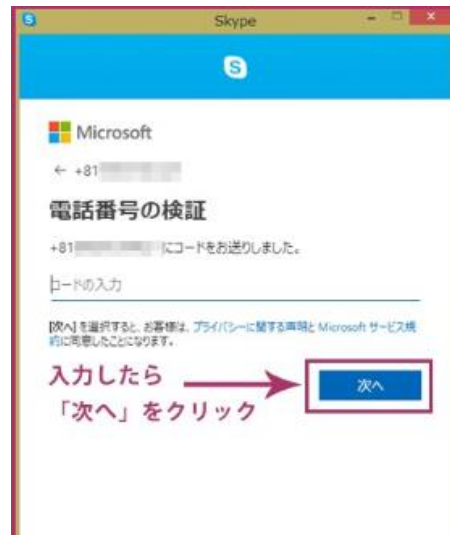 Skype
Microsoft
← +81
電話番号の検証
+81 にコードをお送りしました。
コードの入力
[次へ] を選択すると、お客様は、プライバシーに関する声明と Microsoft サービス規
約に同意したことになります。
入力したら
「次へ」をクリック
次へ